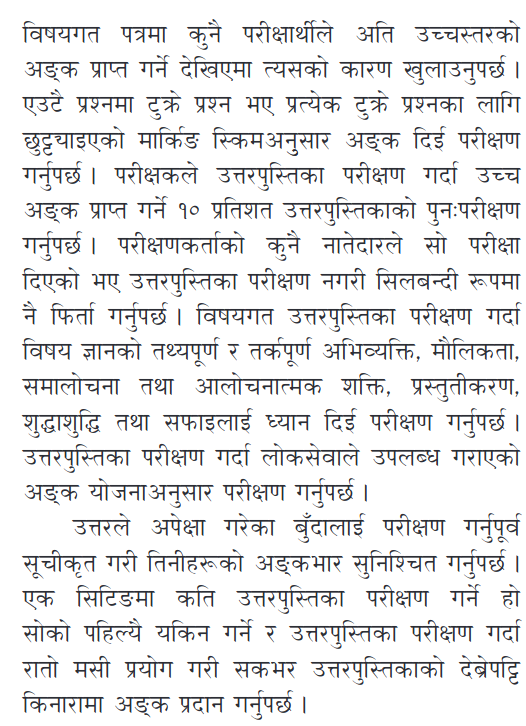 विषयगत पत्रमा कुनै परीक्षार्थीले अति उच्चस्तरको
अङ्क प्राप्त गर्ने देखिएमा त्यसको कारण खुलाउनुपर्छ ।
एउटै प्रश्नमा टुक्रे प्रश्न भए प्रत्येक टुक्रे प्रश्नका लागि
छुट्ट्याइएको मार्किङ स्किमअनुसार अङ्क दिई परीक्षण
गर्नुपर्छ । परीक्षकले उत्तरपुस्तिका परीक्षण गर्दा उच्च
अङ्क प्राप्त गर्ने १० प्रतिशत उत्तरपुस्तिकाको पुनःपरीक्षण
गर्नुपर्छ । परीक्षणकर्ताको कुनै नातेदारले सो परीक्षा
दिएको भए उत्तरपुस्तिका परीक्षण नगरी सिलबन्दी रूपमा
नै फिर्ता गर्नुपर्छ । विषयगत उत्तरपुस्तिका परीक्षण गर्दा
विषय ज्ञानको तथ्यपूर्ण र तर्कपूर्ण अभिव्यक्ति, मौलिकता,
समालोचना तथा आलोचनात्मक शक्ति, प्रस्तुतीकरण,
शुद्धाशुद्धि तथा सफाइलाई ध्यान दिई परीक्षण गर्नुपर्छ ।
उत्तरपुस्तिका परीक्षण गर्दा लोकसेवाले उपलब्ध गराएको
अङ्क योजनाअनुसार परीक्षण गर्नुपर्छ ।
उत्तरले अपेक्षा गरेका बुँदालाई परीक्षण गर्नुपूर्व
सूचीकृत गरी तिनीहरूको अङ्कभार सुनिश्चित गर्नुपर्छ ।
एक सिटिङमा कति उत्तरपुस्तिका परीक्षण गर्ने हो
सोको पहिल्यै यकिन गर्ने र उत्तरपुस्तिका परीक्षण गर्दा
रातो मसी प्रयोग गरी सकभर उत्तरपुस्तिकाको देब्रेपट्टि
किनारामा अङ्क प्रदान गर्नुपर्छ ।